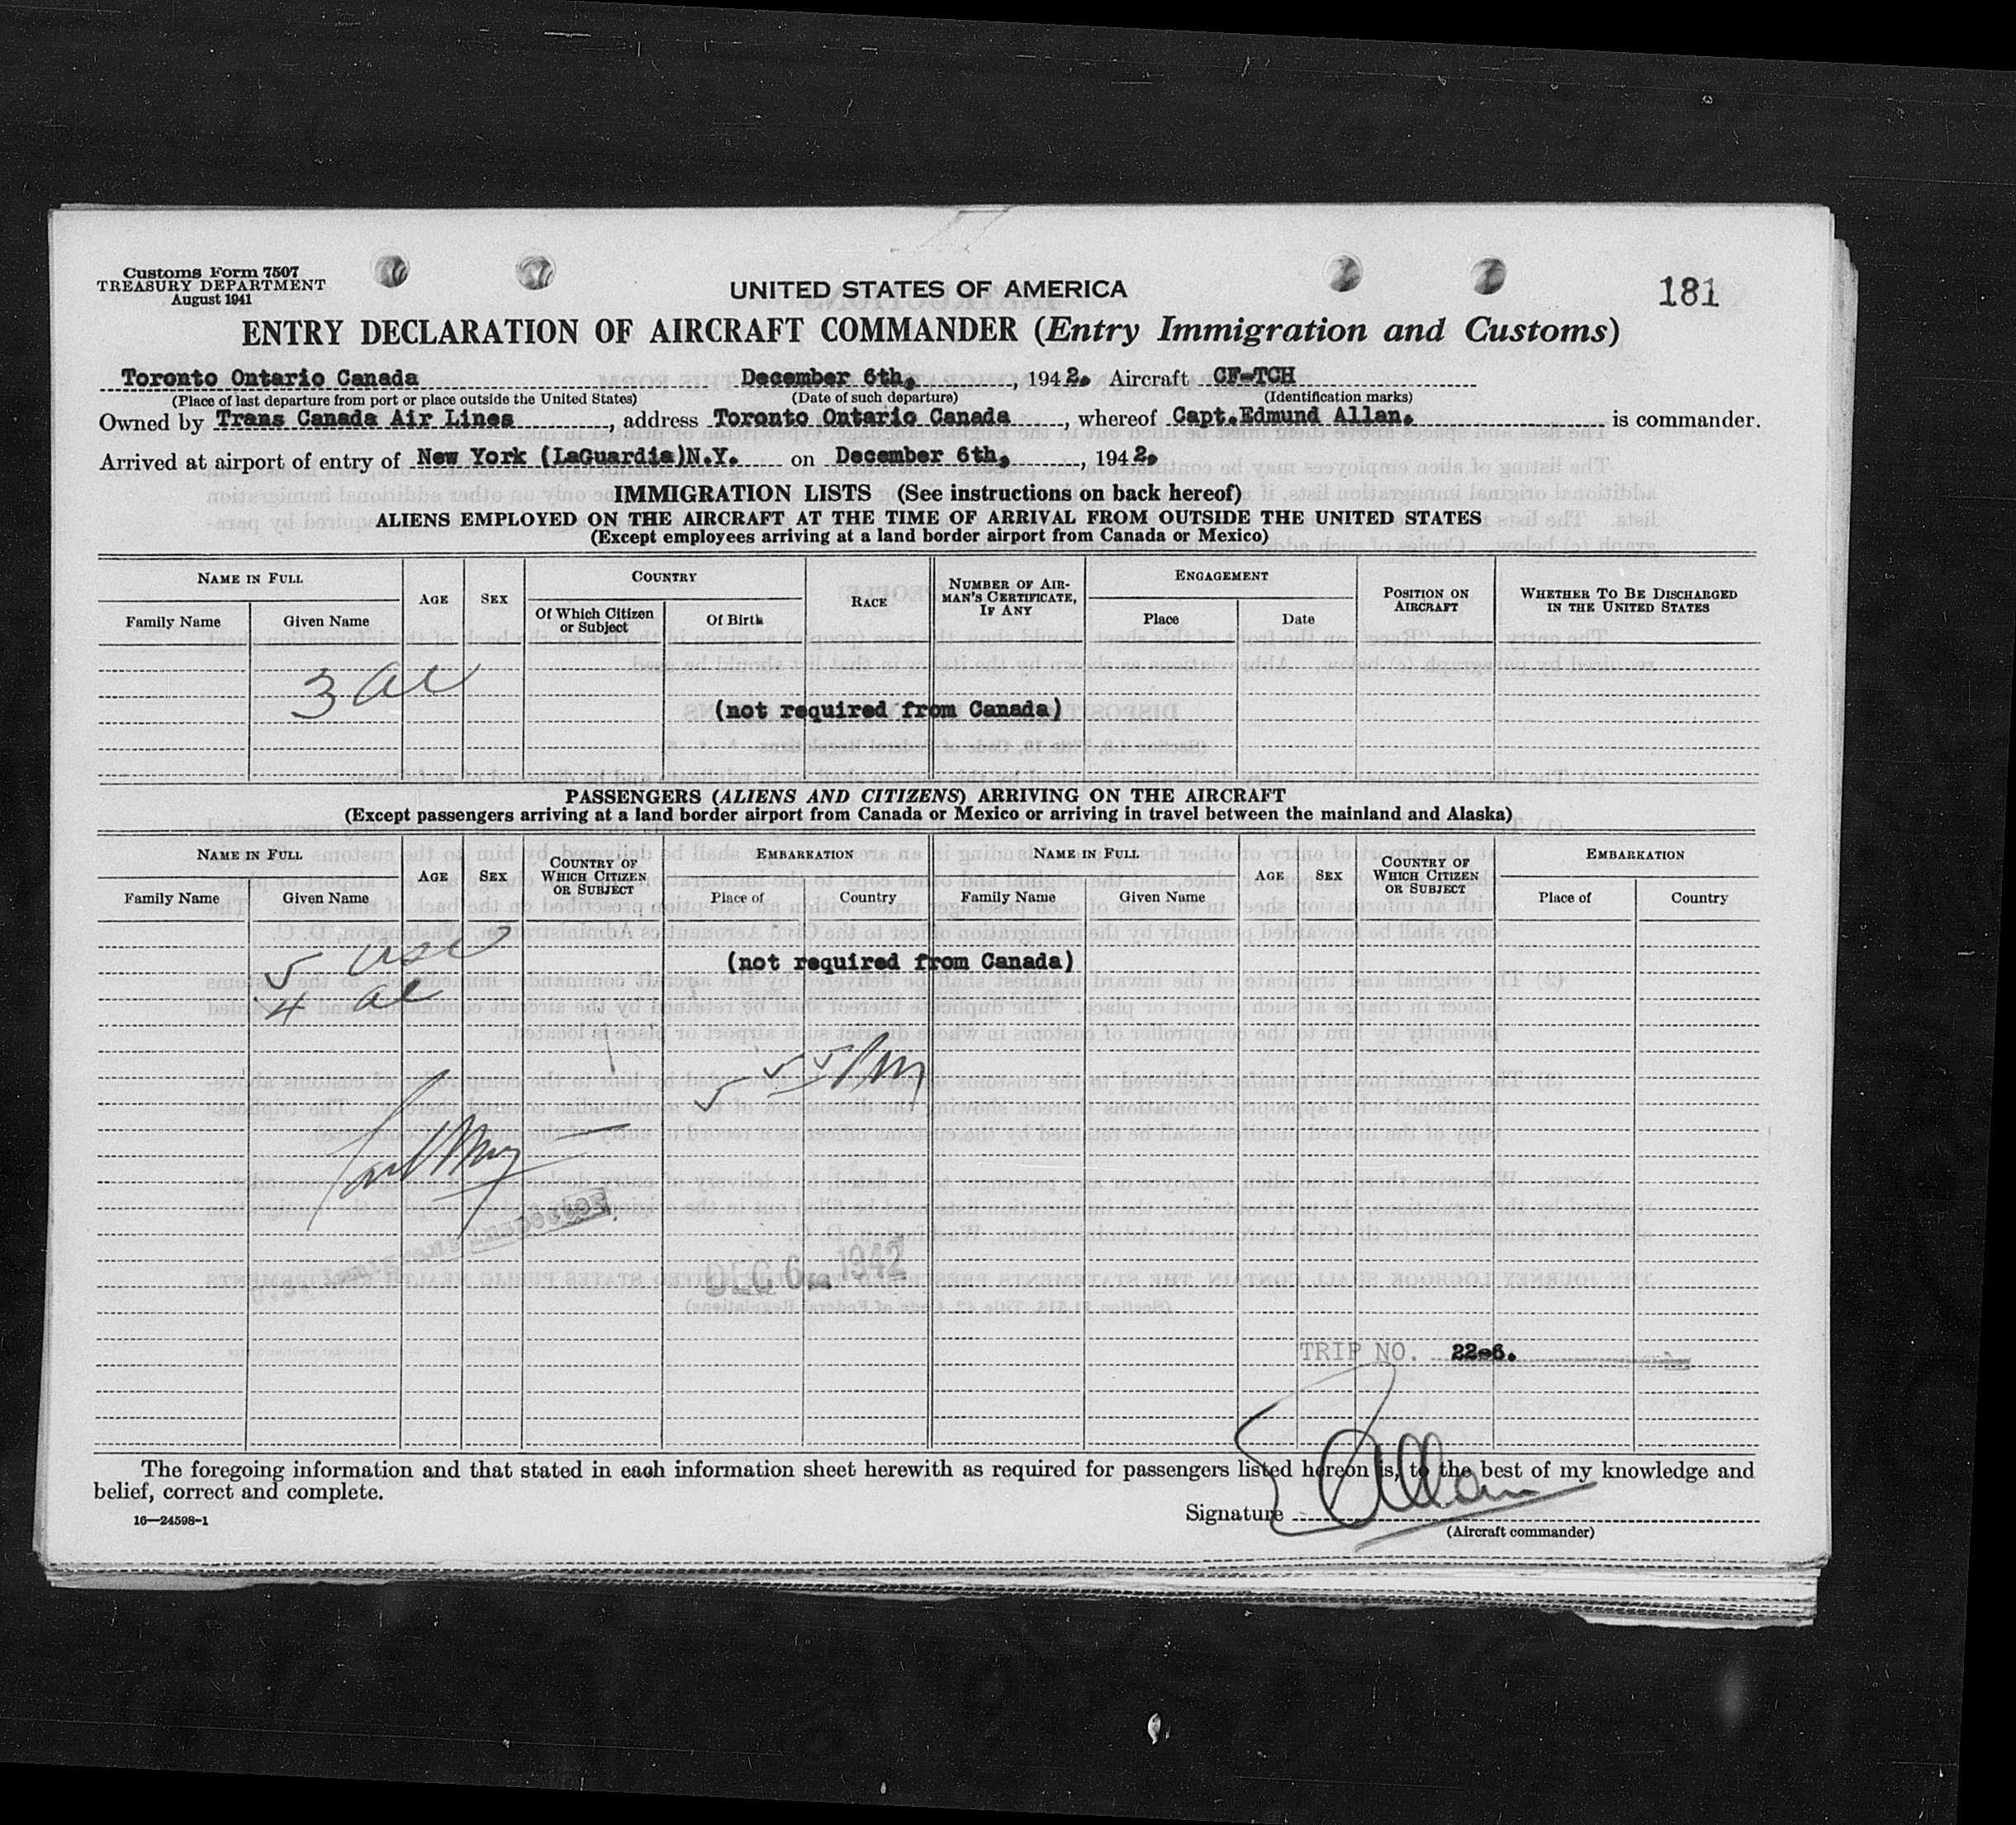 Customs Form 7507
TREASURY DEPARTMENT
August 1941
UNITED STATES OF AMERICA
181
ENTRY DECLARATION OF AIRCRAFT COMMANDER (Entry Immigration and Customs)
Toronto Ontario Canada December 6th, , 1942. Aircraft CF-TCH
(Place of last departure from port or place outside the United States) (Date of such departure) (Identification marks)
Owned by Trans Canada Air Lines , address Toronto Ontario Canada , whereof Capt.Edmund Allan. is commander.
Arrived at airport of entry of New York (LaGuardia)N.Y. on December 6th, , 1942.
IMMIGRATION LISTS (See instructions on back hereof)
ALIENS EMPLOYED ON THE AIRCRAFT AT THE TIME OF ARRIVAL FROM OUTSIDE THE UNITED STATES
(Except employees arriving at a land border airport from Canada or Mexico)
NAME IN FULL AGE SEX COUNTRY RACE NUMBER OF AIRMAN'S CERTIFICATE, IF ANY ENGAGEMENT POSITION ON AIRCRAFT WHETHER TO BE DISCHARGED IN THE UNITED STATES
Family Name Given Name Of Which Citizen or Subject Of Birth Place Date
3 al
(not required from Canada)
PASSENGERS (ALIENS AND CITIZENS) ARRIVING ON THE AIRCRAFT
(Except passengers arriving at a land border airport from Canada or Mexico or arriving in travel between the mainland and Alaska)
NAME IN FULL AGE SEX COUNTRY OF WHICH CITIZEN OR SUBJECT EMBARKATION NAME IN FULL AGE SEX COUNTRY OF WHICH CITIZEN OR SUBJECT EMBARKATION
Family Name Given Name Place of Country Family Name Given Name Place of Country
5 usc
(not required from Canada)
4 al
DEC 6 1942
TRIP NO. 22-6.
The foregoing information and that stated in each information sheet herewith as required for passengers listed hereon is, to the best of my knowledge and
belief, correct and complete.
16—24598-1
Signature E Allan
(Aircraft commander)